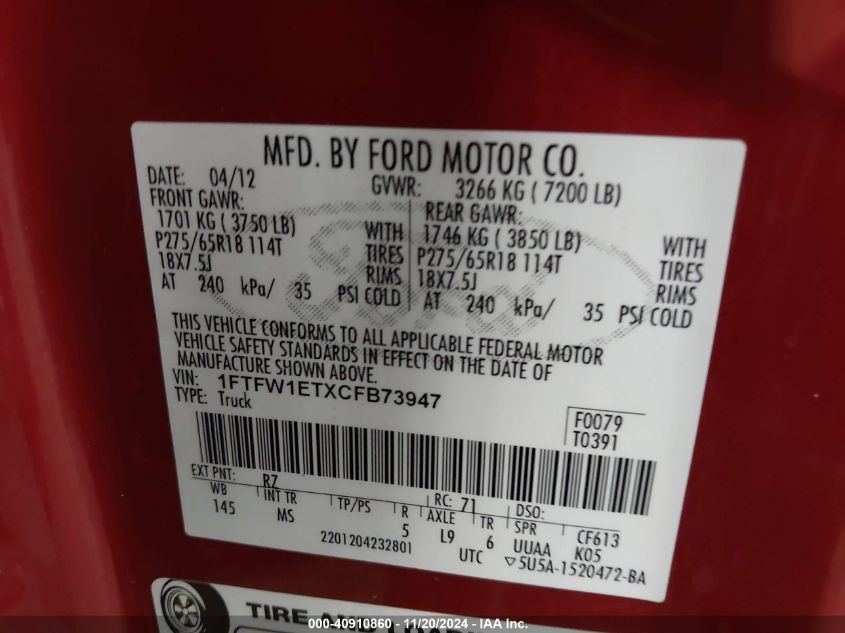 MFD. BY FORD MOTOR CO.
DATE: 04/12 GVWR: 3266 KG ( 7200 LB)
FRONT GAWR: REAR GAWR:
1701 KG ( 3750 LB) WITH 1746 KG ( 3850 LB) WITH
P275/65R18 114T TIRES P275/65R18 114T TIRES
18X7.5J RIMS 18X7.5J RIMS
AT 240 kPa/ 35 PSI COLD AT 240 kPa/ 35 PSI COLD
THIS VEHICLE CONFORMS TO ALL APPLICABLE FEDERAL MOTOR
VEHICLE SAFETY STANDARDS IN EFFECT ON THE DATE OF
MANUFACTURE SHOWN ABOVE.
VIN: 1FTFW1ETXCFB73947
TYPE: Truck
F0079
T0391
EXT PNT: RZ RC: 71 DSO:
WB INT TR TP/PS R AXLE TR SPR CF613
145 MS 5 L9 6 UUAA K05
2201204232801 UTC ▽5U5A-1520472-BA
TIRE AND
000-40910860 — 11/20/2024 — IAA Inc.